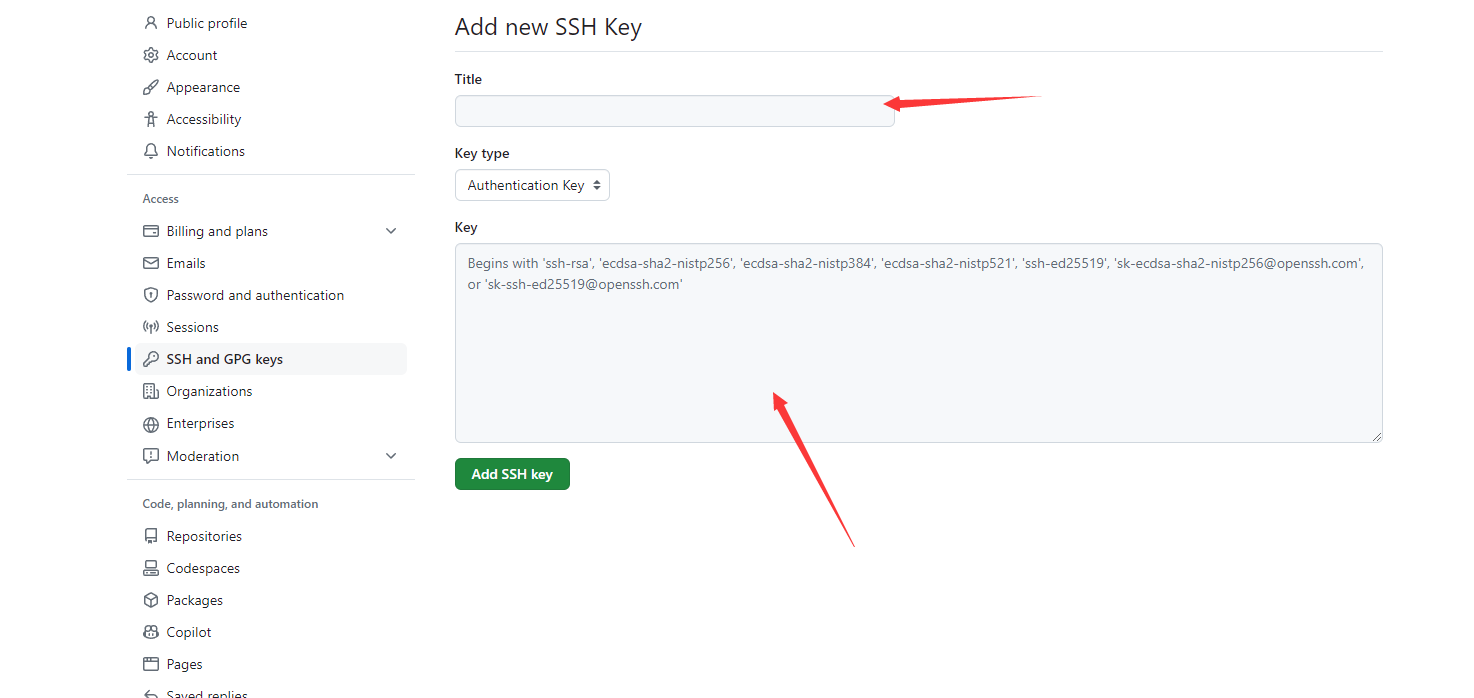 Public profile
Account
Appearance
Accessibility
Notifications
Access
Billing and plans
Emails
Password and authentication
Sessions
SSH and GPG keys
Organizations
Enterprises
Moderation
Code, planning, and automation
Repositories
Codespaces
Packages
Copilot
Pages
Saved replies
Add new SSH Key
Title
Key type
Authentication Key
Key
Begins with 'ssh-rsa', 'ecdsa-sha2-nistp256', 'ecdsa-sha2-nistp384', 'ecdsa-sha2-nistp521', 'ssh-ed25519', 'sk-ecdsa-sha2-nistp256@openssh.com',
or 'sk-ssh-ed25519@openssh.com'
Add SSH key